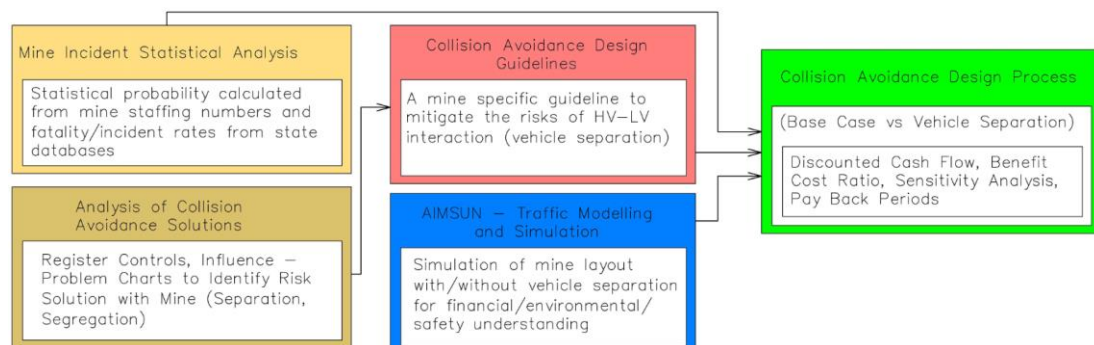 Mine Incident Statistical Analysis
Statistical probability calculated
from mine staffing numbers and
fatality/incident rates from state
databases
Analysis of Collision
Avoidance Solutions
Register Controls, Influence –
Problem Charts to Identify Risk
Solution with Mine (Separation,
Segregation)
Collision Avoidance Design
Guidelines
A mine specific guideline to
mitigate the risks of HV–LV
interaction (vehicle separation)
AIMSUN – Traffic Modelling
and Simulation
Simulation of mine layout
with/without vehicle separation
for financial/environmental/
safety understanding
Collision Avoidance Design Process
(Base Case vs Vehicle Separation)
Discounted Cash Flow, Benefit
Cost Ratio, Sensitivity Analysis,
Pay Back Periods